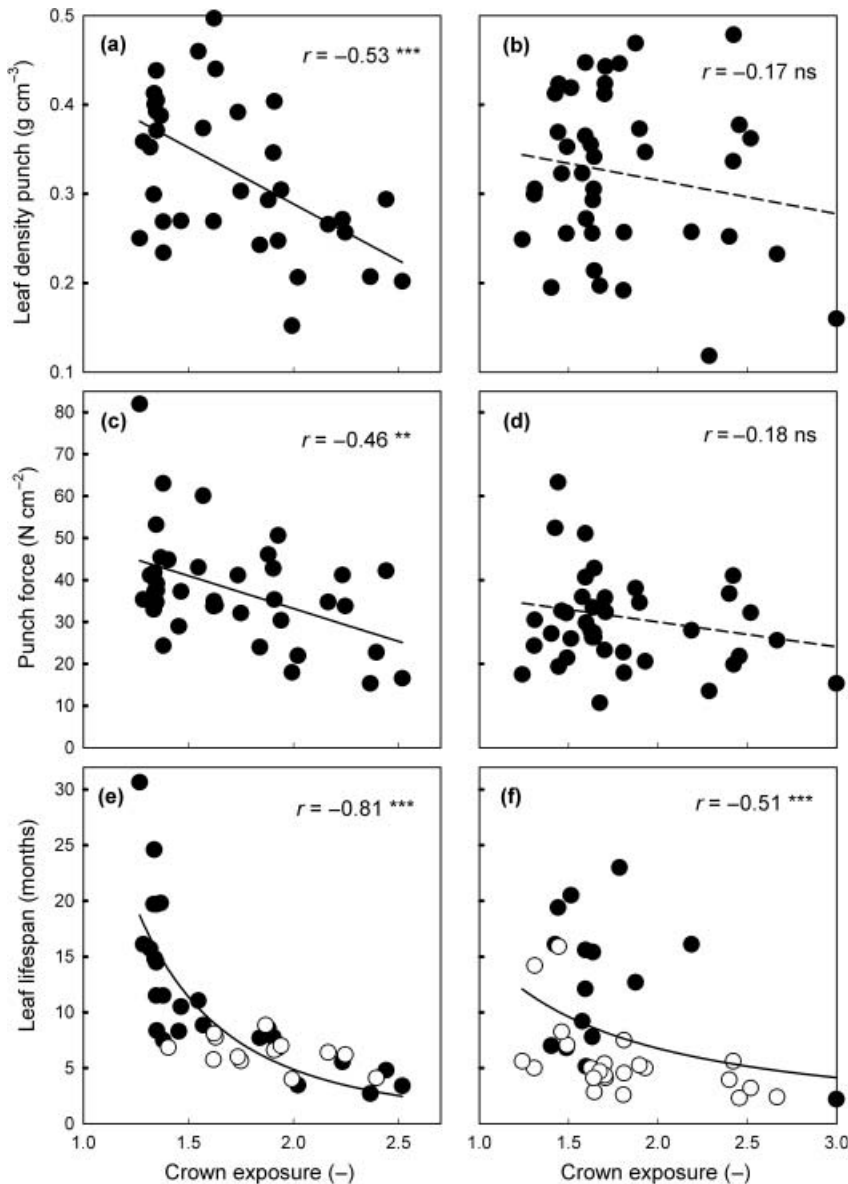 (a)
r = –0.53 ***
(b)
r = –0.17 ns
Leaf density punch (g cm⁻³)
0.5
0.4
0.3
0.2
0.1
(c)
r = –0.46 **
(d)
r = –0.18 ns
Punch force (N cm⁻²)
80
70
60
50
40
30
20
10
0
(e)
r = –0.81 ***
(f)
r = –0.51 ***
Leaf lifespan (months)
30
25
20
15
10
5
0
1.0 1.5 2.0 2.5
1.0 1.5 2.0 2.5 3.0
Crown exposure (–)
Crown exposure (–)